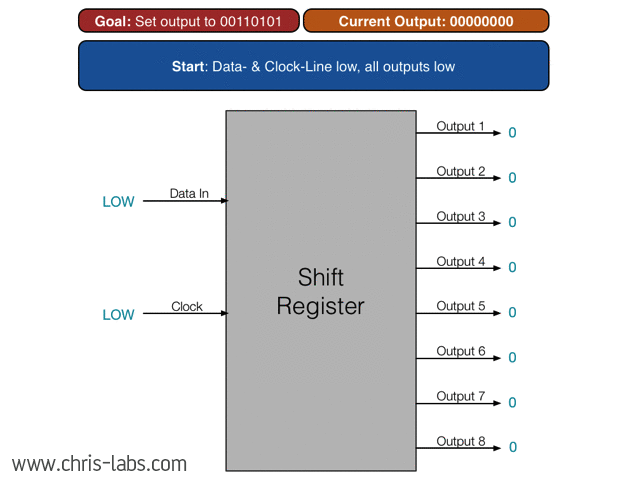 Goal: Set output to 00110101
Current Output: 00000000
Start: Data- & Clock-Line low, all outputs low
Output 1 0
Output 2 0
LOW Data In
Output 3 0
Output 4 0
Shift
Register
LOW Clock
Output 5 0
Output 6 0
Output 7 0
Output 8 0
www.chris-labs.com